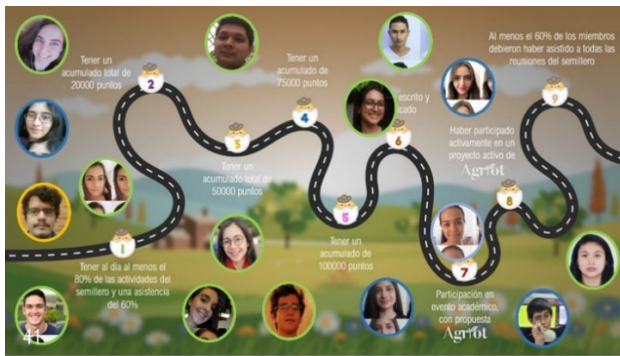 Tener un
acumulado total de
20000 puntos
2
Tener un
acumulado de
75000 puntos
4
3
Tener un
acumulado total de
50000 puntos
escrito y
icado
6
Al menos el 60% de los miembros
debieron haber asistido a todas las
reuniones del semillero
9
Haber participado
activamente en un
proyecto activo de
AgrIoT
8
5
Tener un
acumulado de
100000 puntos
1
Tener al día al menos el
80% de las actividades del
semillero y una asistencia
del 60%
7
Participación en
evento académico,
con propuesta
AgrIoT
41